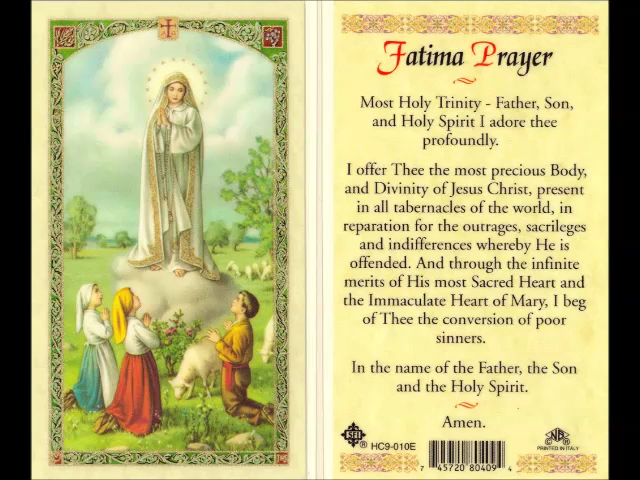 Fatima Prayer
Most Holy Trinity - Father, Son,
and Holy Spirit I adore thee
profoundly.
I offer Thee the most precious Body,
and Divinity of Jesus Christ, present
in all tabernacles of the world, in
reparation for the outrages, sacrileges
and indifferences whereby He is
offended. And through the infinite
merits of His most Sacred Heart and
the Immaculate Heart of Mary, I beg
of Thee the conversion of poor
sinners.
In the name of the Father, the Son
and the Holy Spirit.
Amen.
SFI ® HC9-010E
NB
PRINTED IN ITALY
7 45720 80409 4